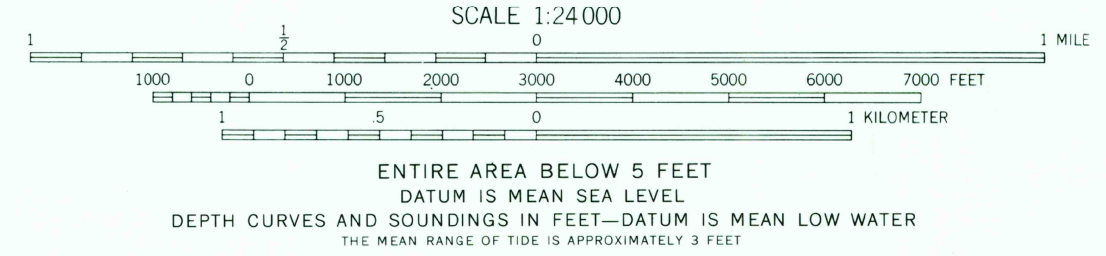 SCALE 1:24 000
1 1/2 0 1 MILE
1000 0 1000 2000 3000 4000 5000 6000 7000 FEET
1 .5 0 1 KILOMETER
ENTIRE AREA BELOW 5 FEET
DATUM IS MEAN SEA LEVEL
DEPTH CURVES AND SOUNDINGS IN FEET—DATUM IS MEAN LOW WATER
THE MEAN RANGE OF TIDE IS APPROXIMATELY 3 FEET